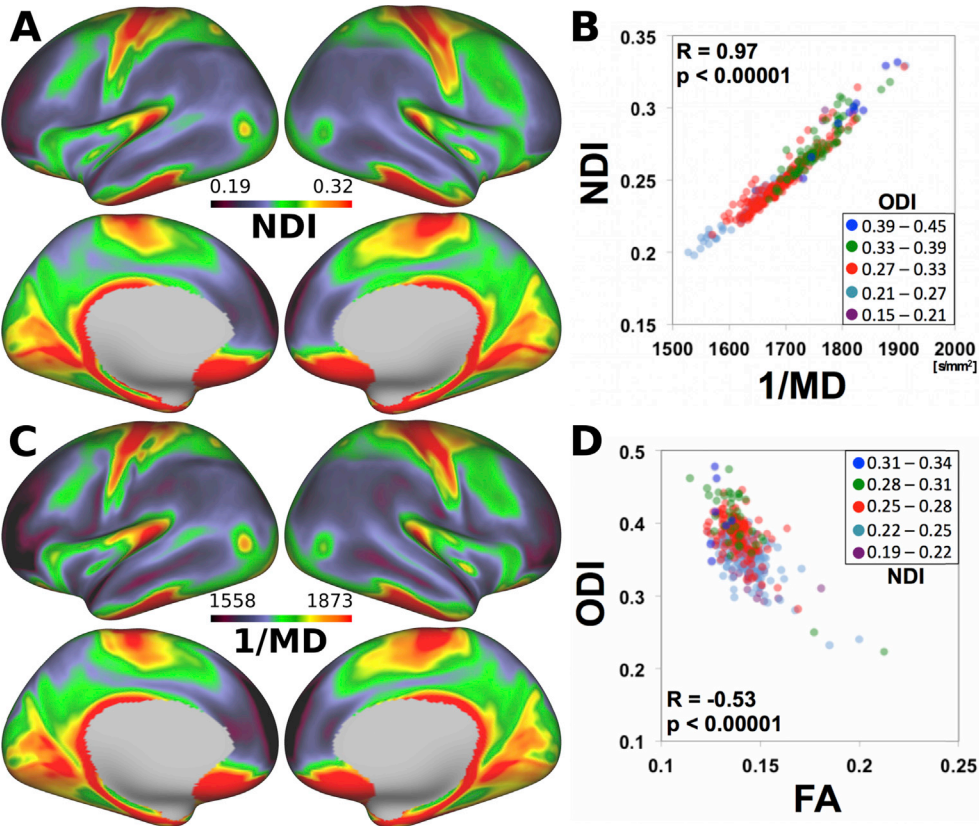 A
0.19 0.32
NDI
B
R = 0.97
p < 0.00001
NDI
0.35
0.3
0.25
0.2
0.15
ODI
0.39 – 0.45
0.33 – 0.39
0.27 – 0.33
0.21 – 0.27
0.15 – 0.21
1500 1600 1700 1800 1900 2000
[s/mm²]
1/MD
C
1558 1873
1/MD
D
0.5
0.4
0.3
0.2
0.1
ODI
0.31 – 0.34
0.28 – 0.31
0.25 – 0.28
0.22 – 0.25
0.19 – 0.22
NDI
R = -0.53
p < 0.00001
0.1 0.15 0.2 0.25
FA